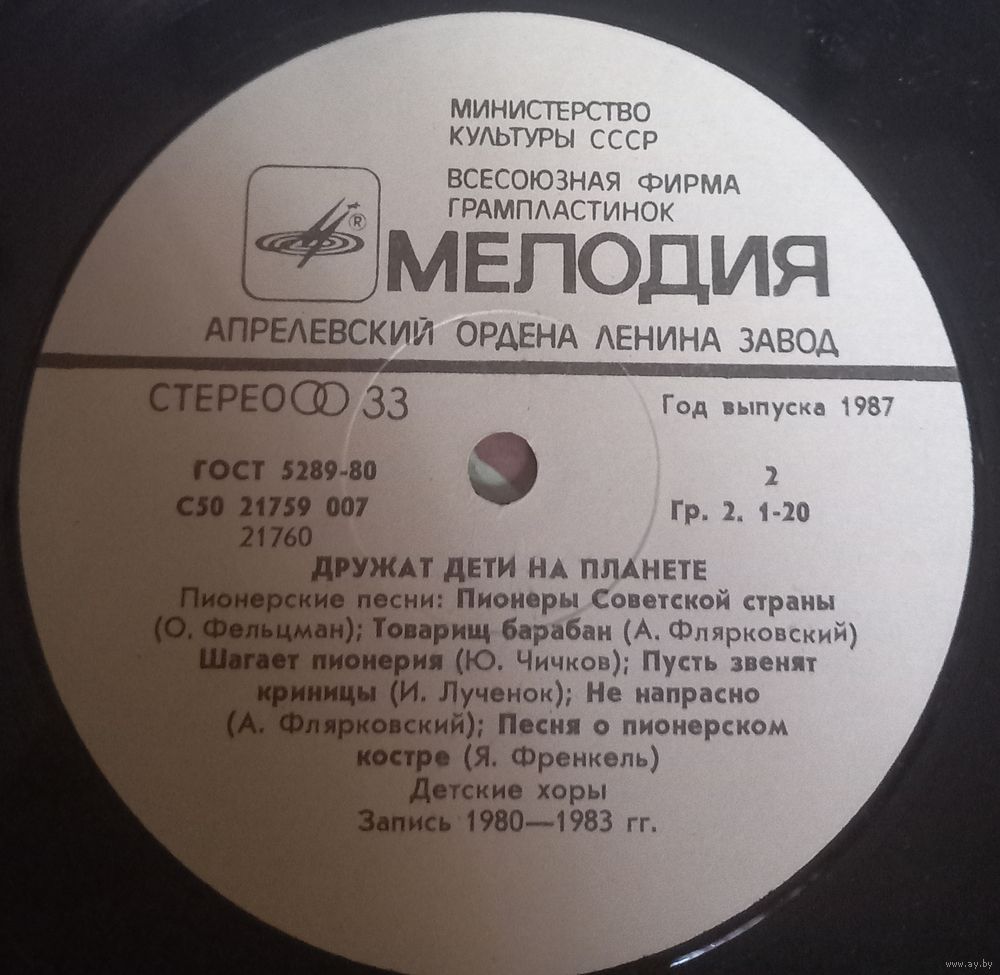 МИНИСТЕРСТВО
КУЛЬТУРЫ СССР
ВСЕСОЮЗНАЯ ФИРМА
ГРАМПЛАСТИНОК
®
МЕЛОДИЯ
АПРЕЛЕВСКИЙ ОРДЕНА ЛЕНИНА ЗАВОД
СТЕРЕО 33
Год выпуска 1987
ГОСТ 5289-80
2
С50 21759 007
Гр. 2. 1-20
21760
ДРУЖАТ ДЕТИ НА ПЛАНЕТЕ
Пионерские песни: Пионеры Советской страны
(О. Фельцман); Товарищ барабан (А. Флярковский)
Шагает пионерия (Ю. Чичков); Пусть звенят
криницы (И. Лученок); Не напрасно
(А. Флярковский); Песня о пионерском
костре (Я. Френкель)
Детские хоры
Запись 1980—1983 гг.
www.ay.by